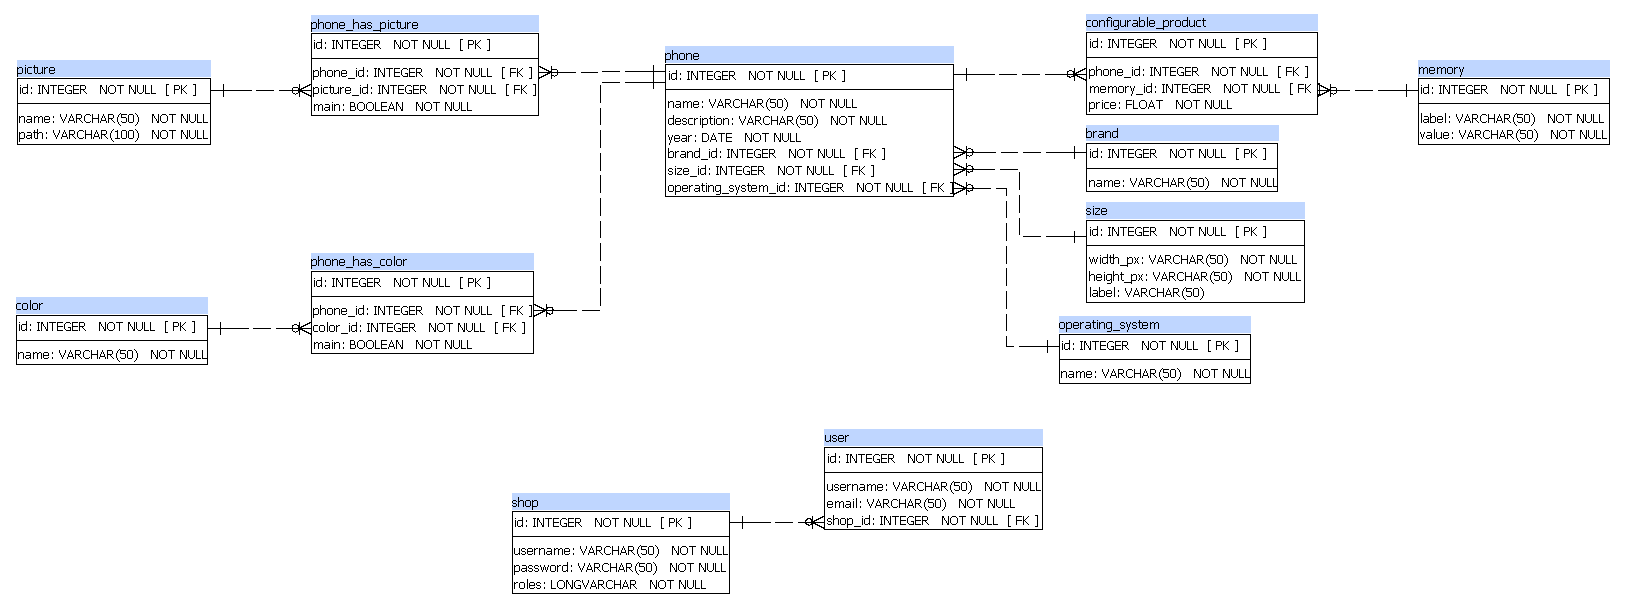 phone_has_picture
id: INTEGER NOT NULL [ PK ]
phone_id: INTEGER NOT NULL [ FK ]
picture_id: INTEGER NOT NULL [ FK ]
main: BOOLEAN NOT NULL
picture
id: INTEGER NOT NULL [ PK ]
name: VARCHAR(50) NOT NULL
path: VARCHAR(100) NOT NULL
phone
id: INTEGER NOT NULL [ PK ]
name: VARCHAR(50) NOT NULL
description: VARCHAR(50) NOT NULL
year: DATE NOT NULL
brand_id: INTEGER NOT NULL [ FK ]
size_id: INTEGER NOT NULL [ FK ]
operating_system_id: INTEGER NOT NULL [ FK ]
configurable_product
id: INTEGER NOT NULL [ PK ]
phone_id: INTEGER NOT NULL [ FK ]
memory_id: INTEGER NOT NULL [ FK ]
price: FLOAT NOT NULL
memory
id: INTEGER NOT NULL [ PK ]
label: VARCHAR(50) NOT NULL
value: VARCHAR(50) NOT NULL
brand
id: INTEGER NOT NULL [ PK ]
name: VARCHAR(50) NOT NULL
size
id: INTEGER NOT NULL [ PK ]
width_px: VARCHAR(50) NOT NULL
height_px: VARCHAR(50) NOT NULL
label: VARCHAR(50)
operating_system
id: INTEGER NOT NULL [ PK ]
name: VARCHAR(50) NOT NULL
phone_has_color
id: INTEGER NOT NULL [ PK ]
phone_id: INTEGER NOT NULL [ FK ]
color_id: INTEGER NOT NULL [ FK ]
main: BOOLEAN NOT NULL
color
id: INTEGER NOT NULL [ PK ]
name: VARCHAR(50) NOT NULL
user
id: INTEGER NOT NULL [ PK ]
username: VARCHAR(50) NOT NULL
email: VARCHAR(50) NOT NULL
shop_id: INTEGER NOT NULL [ FK ]
shop
id: INTEGER NOT NULL [ PK ]
username: VARCHAR(50) NOT NULL
password: VARCHAR(50) NOT NULL
roles: LONGVARCHAR NOT NULL